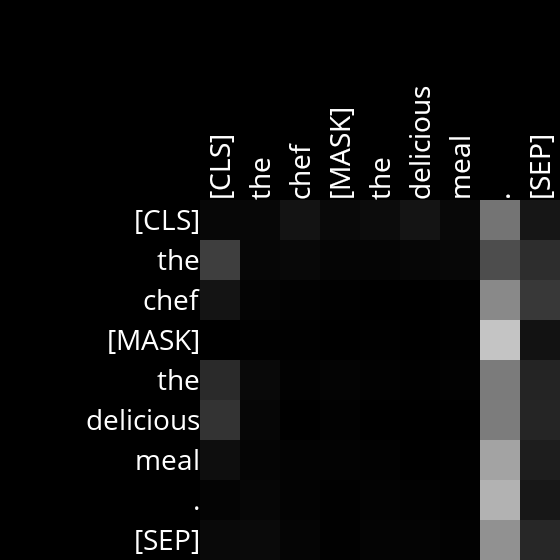 [CLS] the chef [MASK] the delicious meal . [SEP]
[CLS]
the
chef
[MASK]
the
delicious
meal
.
[SEP]